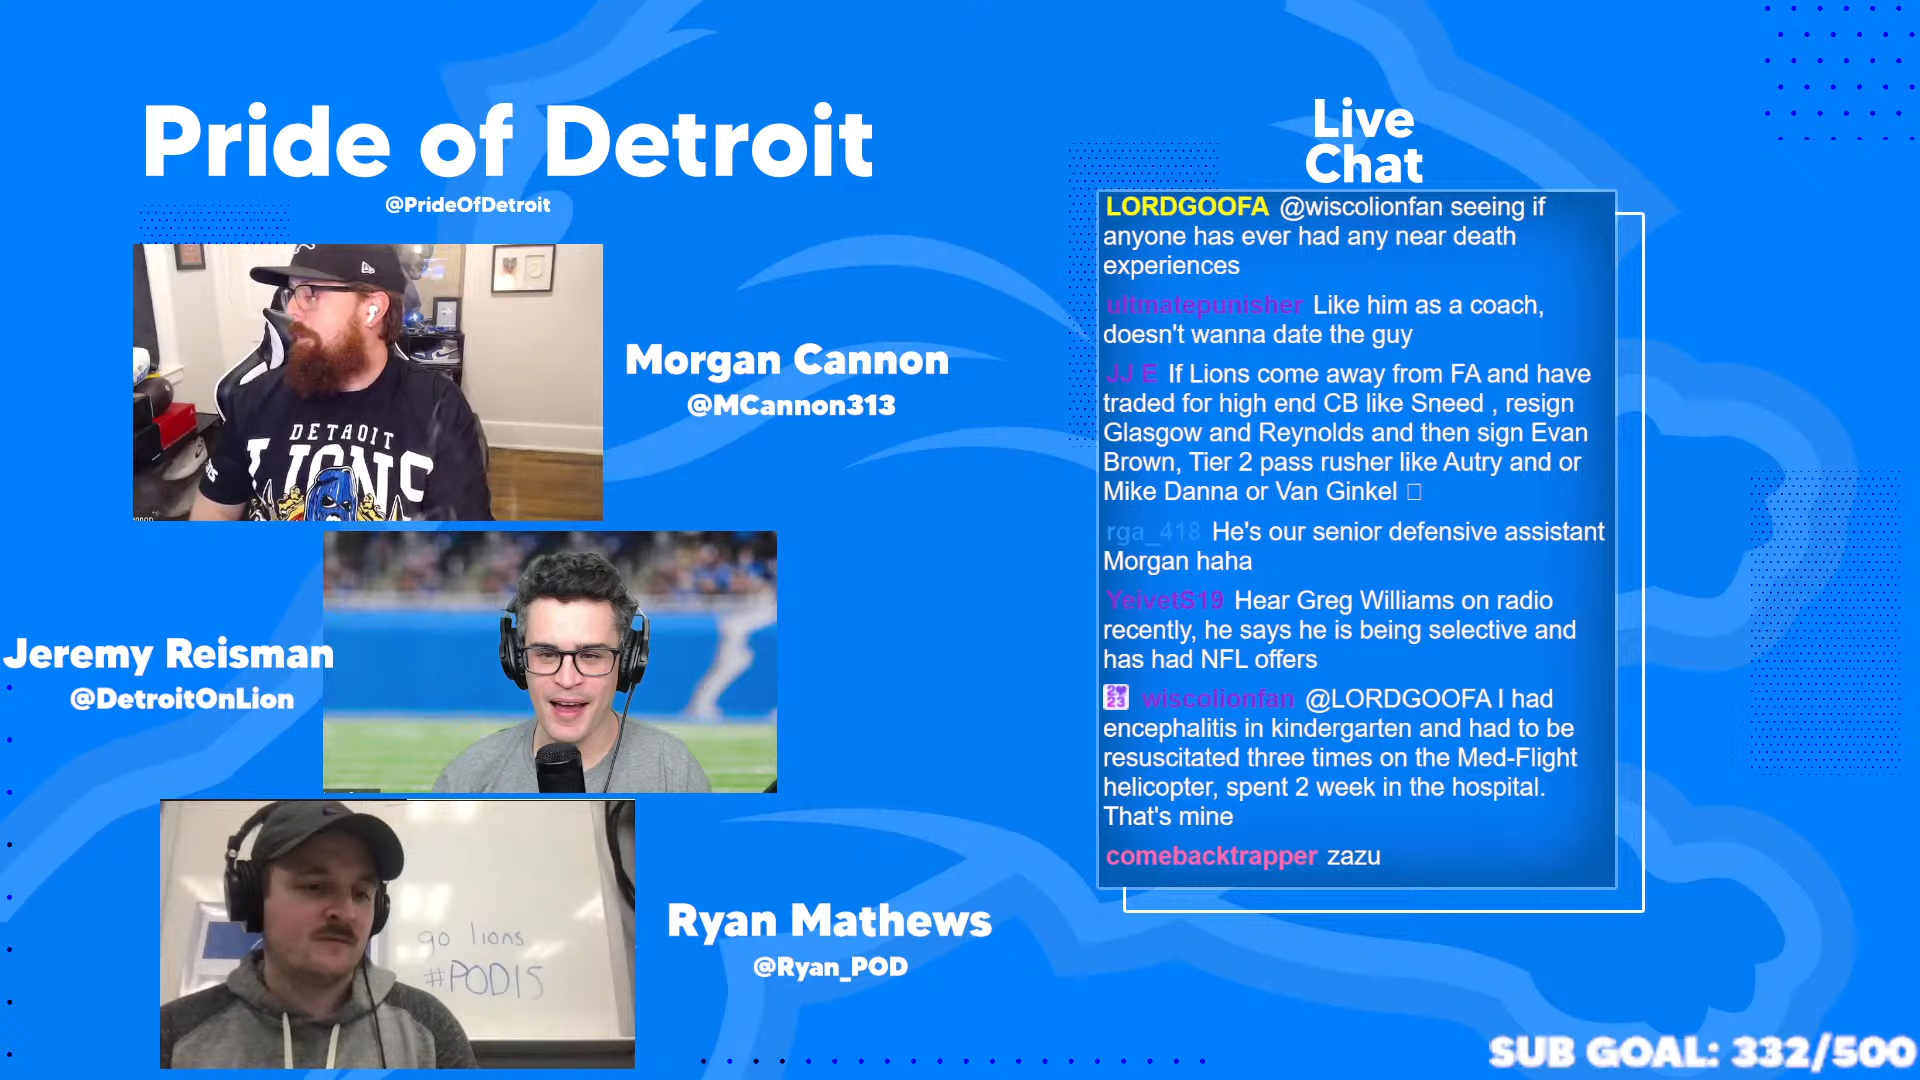 Pride of Detroit
@PrideOfDetroit
Morgan Cannon
@MCannon313
DETROIT
LIONS
Jeremy Reisman
@DetroitOnLion
go lions
#POD15
Ryan Mathews
@Ryan_POD
Live
Chat
LORDGOOFA @wiscolionfan seeing if
anyone has ever had any near death
experiences
ultmatepunisher Like him as a coach,
doesn't wanna date the guy
JJ E If Lions come away from FA and have
traded for high end CB like Sneed , resign
Glasgow and Reynolds and then sign Evan
Brown, Tier 2 pass rusher like Autry and or
Mike Danna or Van Ginkel
rga_418 He's our senior defensive assistant
Morgan haha
YeivetS19 Hear Greg Williams on radio
recently, he says he is being selective and
has had NFL offers
wiscolionfan @LORDGOOFA I had
encephalitis in kindergarten and had to be
resuscitated three times on the Med-Flight
helicopter, spent 2 week in the hospital.
That's mine
comebacktrapper zazu
SUB GOAL: 332/500